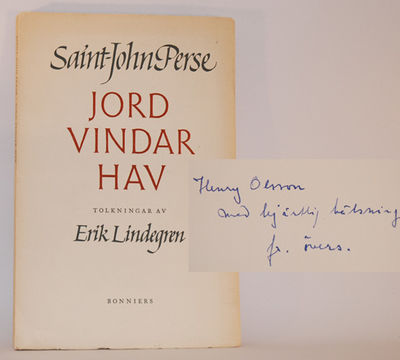 Saint-John Perse
JORD
VINDAR
HAV
TOLKNINGAR AV
Erik Lindegren
BONNIERS
Henry Olsson
med hjärtlig hälsning
fr. övers.